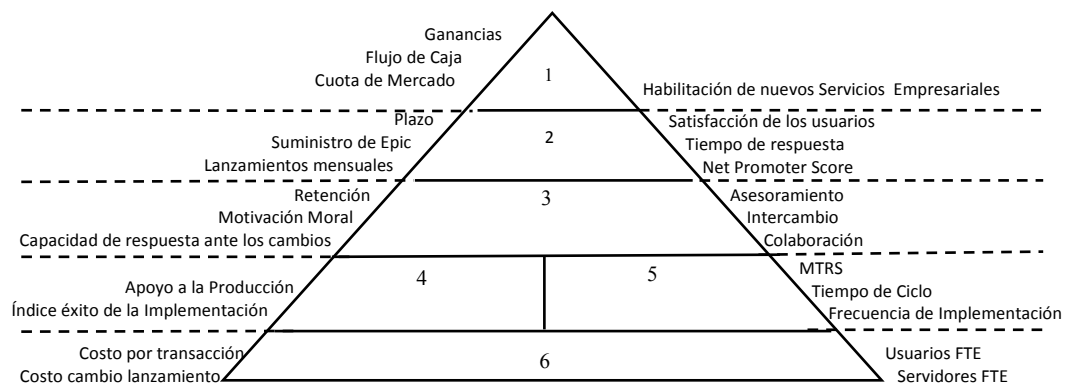 Ganancias
Flujo de Caja
Cuota de Mercado
1
Habilitación de nuevos Servicios Empresariales
Plazo
Suministro de Epic
Lanzamientos mensuales
2
Satisfacción de los usuarios
Tiempo de respuesta
Net Promoter Score
Retención
Motivación Moral
Capacidad de respuesta ante los cambios
3
Asesoramiento
Intercambio
Colaboración
Apoyo a la Producción
Índice éxito de la Implementación
4
5
MTRS
Tiempo de Ciclo
Frecuencia de Implementación
Costo por transacción
Costo cambio lanzamiento
6
Usuarios FTE
Servidores FTE